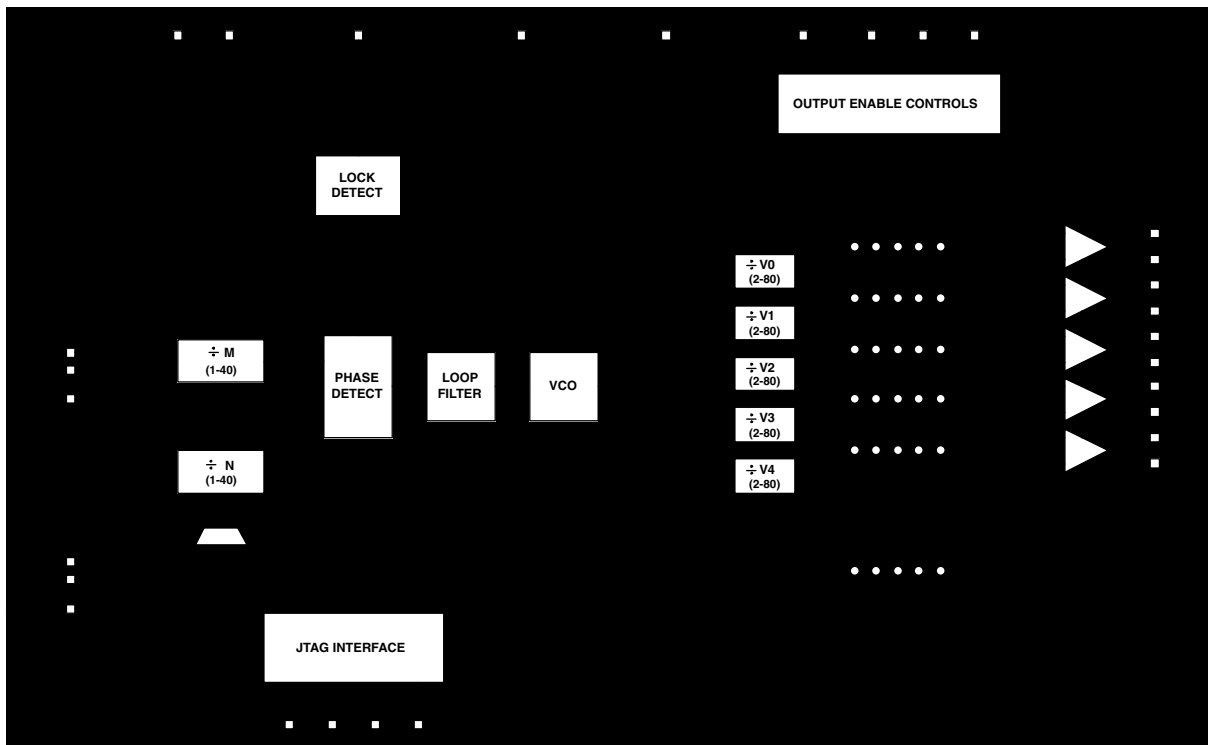 OUTPUT ENABLE CONTROLS
LOCK
DETECT
÷ V0
(2-80)
÷ V1
(2-80)
÷ V2
(2-80)
÷ V3
(2-80)
÷ V4
(2-80)
÷ M
(1-40)
PHASE
DETECT
LOOP
FILTER
VCO
÷ N
(1-40)
JTAG INTERFACE